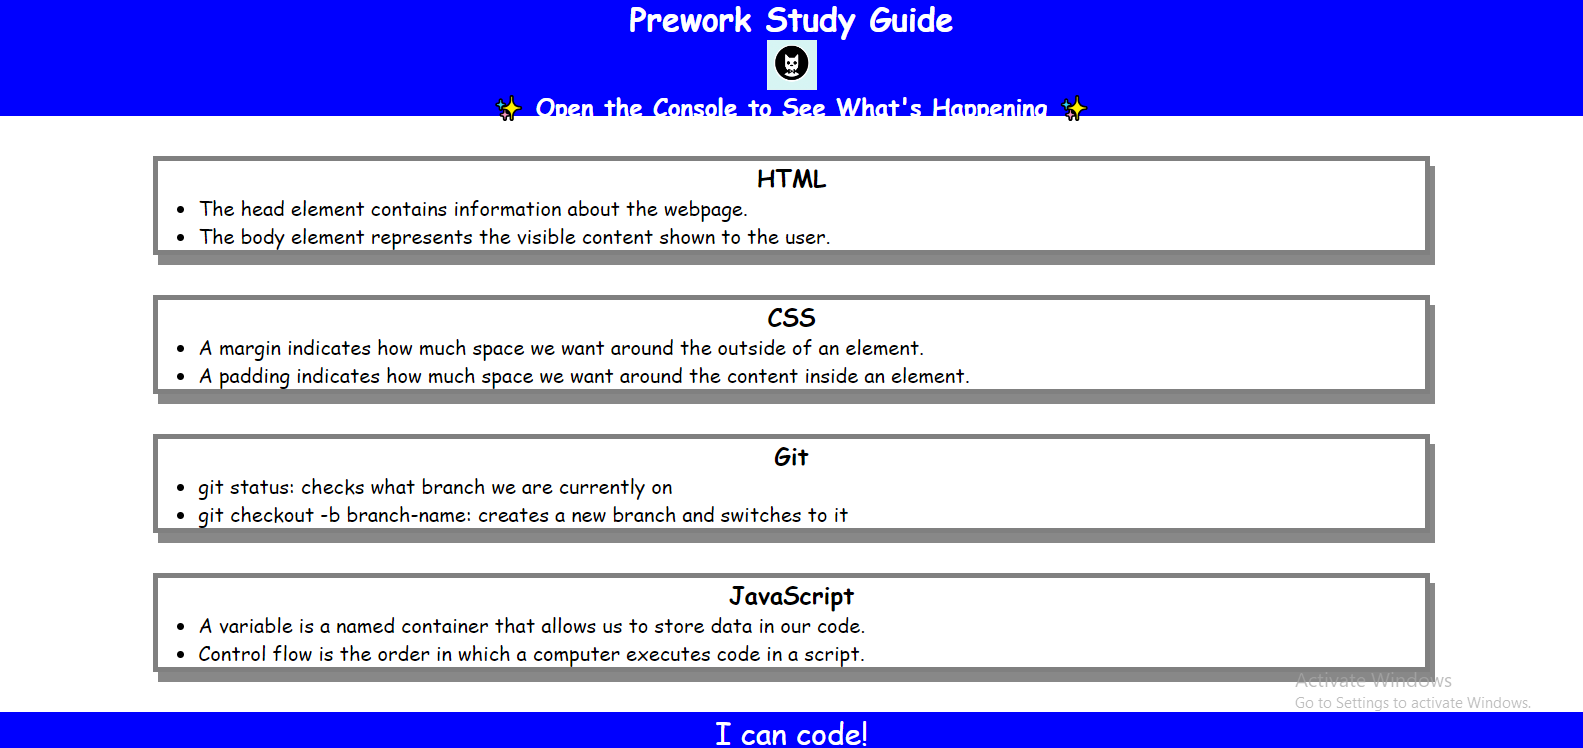 Prework Study Guide
✨ Open the Console to See What's Happening ✨
HTML
• The head element contains information about the webpage.
• The body element represents the visible content shown to the user.
CSS
• A margin indicates how much space we want around the outside of an element.
• A padding indicates how much space we want around the content inside an element.
Git
• git status: checks what branch we are currently on
• git checkout -b branch-name: creates a new branch and switches to it
JavaScript
• A variable is a named container that allows us to store data in our code.
• Control flow is the order in which a computer executes code in a script.
Activate Windows
Go to Settings to activate Windows.
I can code!